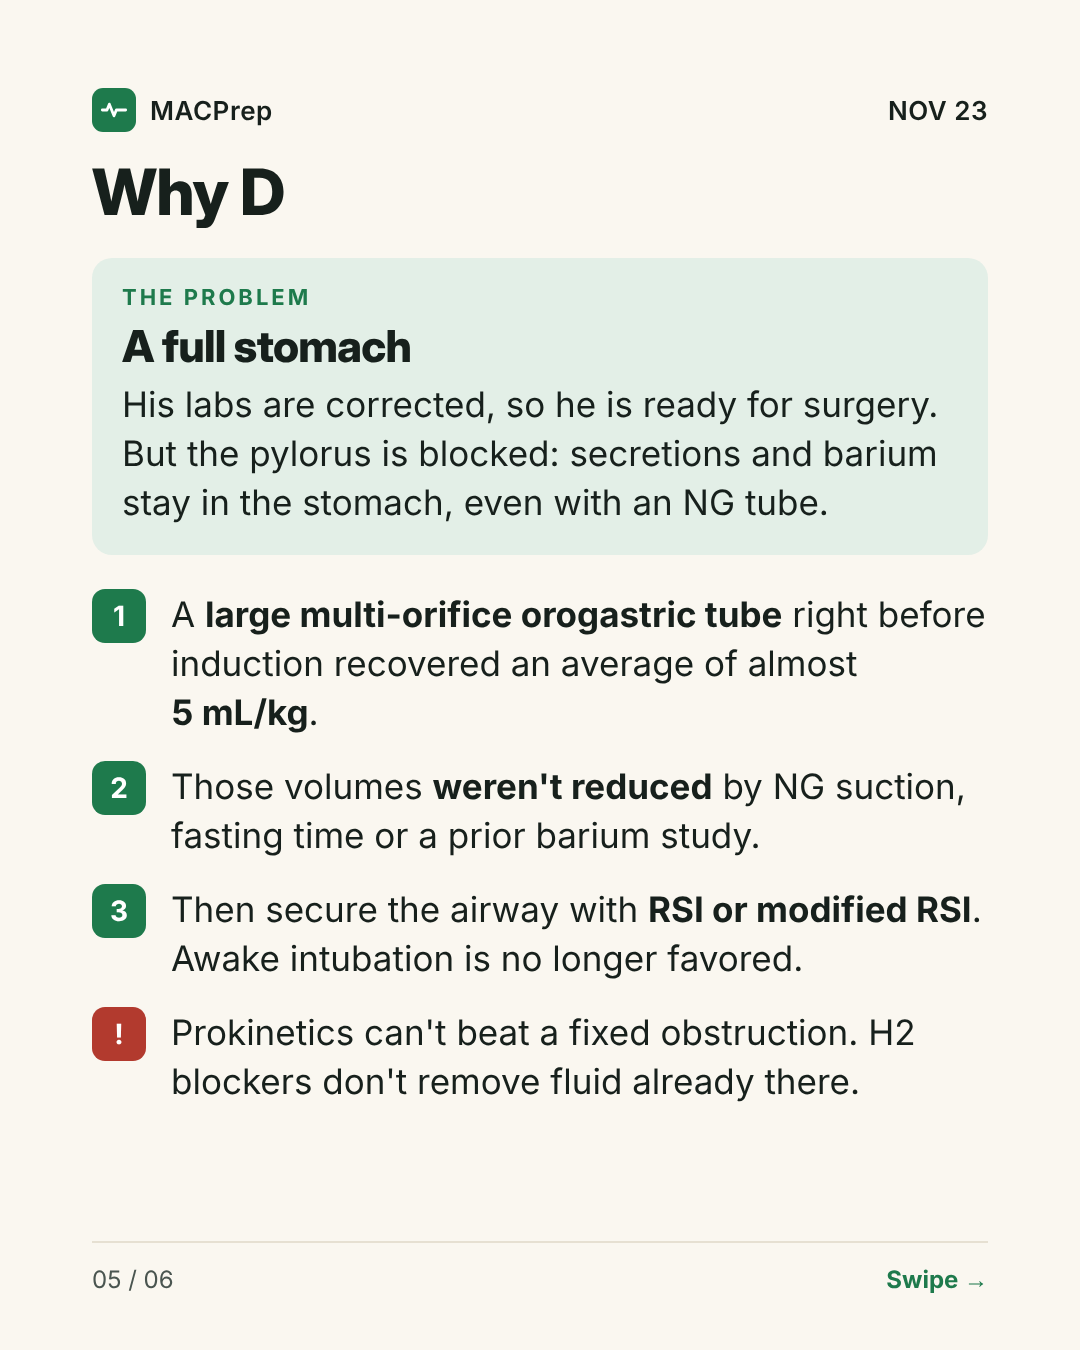 MACPrep
NOV 23
Why D
THE PROBLEM
A full stomach
His labs are corrected, so he is ready for surgery.
But the pylorus is blocked: secretions and barium
stay in the stomach, even with an NG tube.
1 A large multi-orifice orogastric tube right before
induction recovered an average of almost
5 mL/kg.
2 Those volumes weren't reduced by NG suction,
fasting time or a prior barium study.
3 Then secure the airway with RSI or modified RSI.
Awake intubation is no longer favored.
! Prokinetics can't beat a fixed obstruction. H2
blockers don't remove fluid already there.
05 / 06
Swipe →